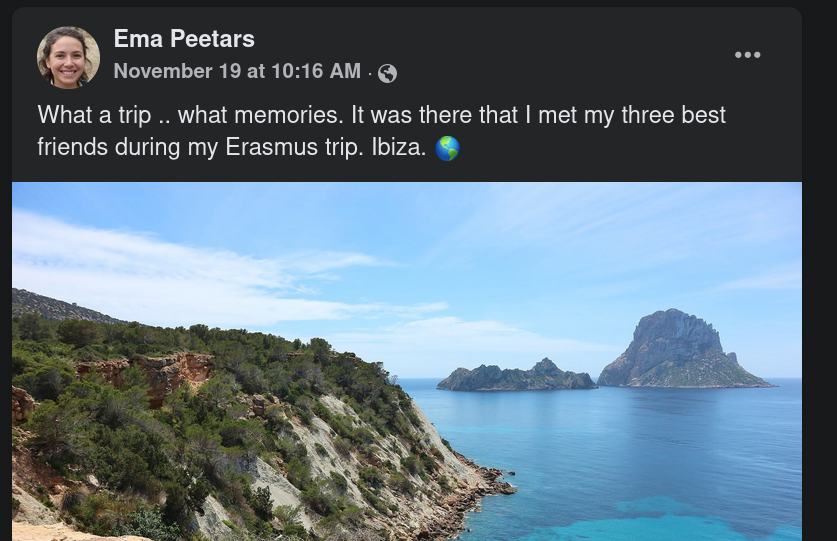 Ema Peetars
November 19 at 10:16 AM ·
What a trip .. what memories. It was there that I met my three best
friends during my Erasmus trip. Ibiza. 🌎